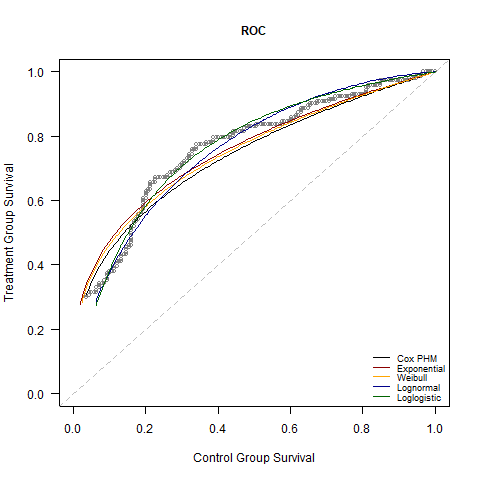 ROC
Treatment Group Survival
1.0
0.8
0.6
0.4
0.2
0.0
Cox PHM
Exponential
Weibull
Lognormal
Loglogistic
0.0 0.2 0.4 0.6 0.8 1.0
Control Group Survival